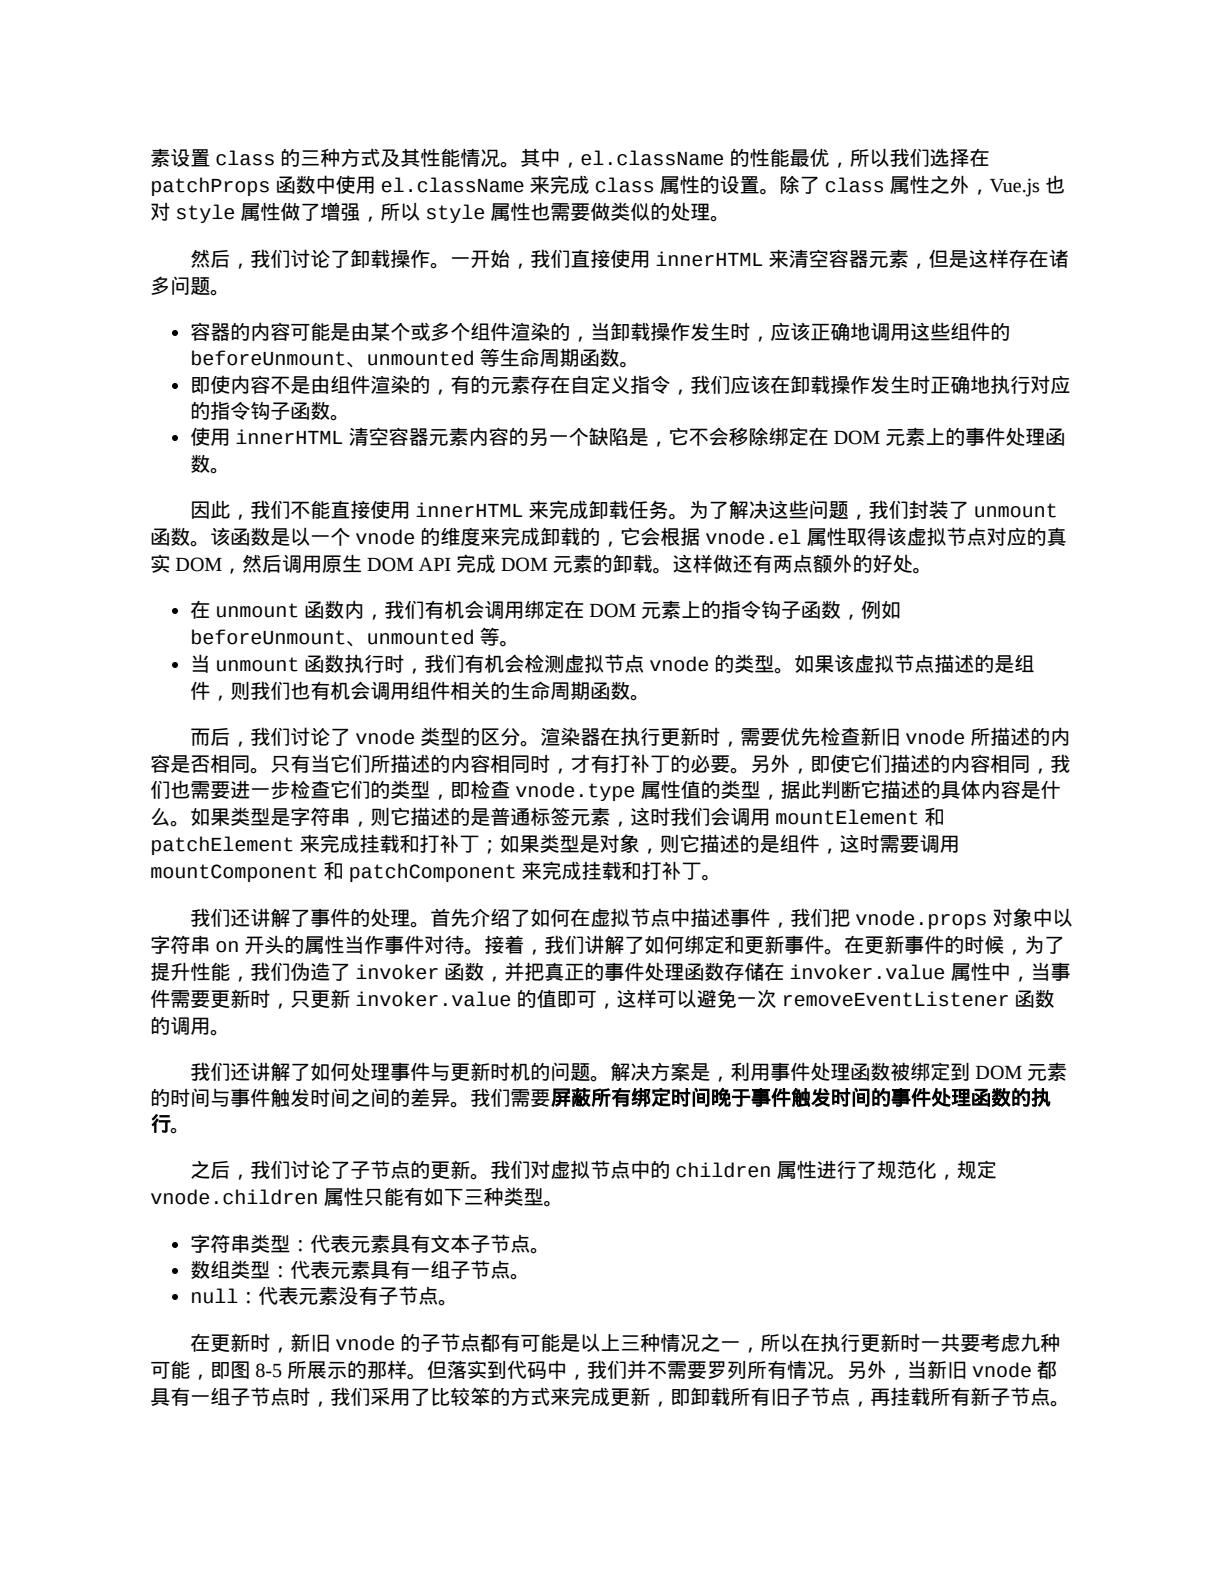 素设置 class 的三种方式及其性能情况。其中，el.className 的性能最优，所以我们选择在
patchProps 函数中使用 el.className 来完成 class 属性的设置。除了 class 属性之外，Vue.js 也
对 style 属性做了增强，所以 style 属性也需要做类似的处理。
然后，我们讨论了卸载操作。一开始，我们直接使用 innerHTML 来清空容器元素，但是这样存在诸
多问题。
• 容器的内容可能是由某个或多个组件渲染的，当卸载操作发生时，应该正确地调用这些组件的
beforeUnmount、unmounted 等生命周期函数。
• 即使内容不是由组件渲染的，有的元素存在自定义指令，我们应该在卸载操作发生时正确地执行对应
的指令钩子函数。
• 使用 innerHTML 清空容器元素内容的另一个缺陷是，它不会移除绑定在 DOM 元素上的事件处理函
数。
因此，我们不能直接使用 innerHTML 来完成卸载任务。为了解决这些问题，我们封装了 unmount
函数。该函数是以一个 vnode 的维度来完成卸载的，它会根据 vnode.el 属性取得该虚拟节点对应的真
实 DOM，然后调用原生 DOM API 完成 DOM 元素的卸载。这样做还有两点额外的好处。
• 在 unmount 函数内，我们有机会调用绑定在 DOM 元素上的指令钩子函数，例如
beforeUnmount、unmounted 等。
• 当 unmount 函数执行时，我们有机会检测虚拟节点 vnode 的类型。如果该虚拟节点描述的是组
件，则我们也有机会调用组件相关的生命周期函数。
而后，我们讨论了 vnode 类型的区分。渲染器在执行更新时，需要优先检查新旧 vnode 所描述的内
容是否相同。只有当它们所描述的内容相同时，才有打补丁的必要。另外，即使它们描述的内容相同，我
们也需要进一步检查它们的类型，即检查 vnode.type 属性值的类型，据此判断它描述的具体内容是什
么。如果类型是字符串，则它描述的是普通标签元素，这时我们会调用 mountElement 和
patchElement 来完成挂载和打补丁；如果类型是对象，则它描述的是组件，这时需要调用
mountComponent 和 patchComponent 来完成挂载和打补丁。
我们还讲解了事件的处理。首先介绍了如何在虚拟节点中描述事件，我们把 vnode.props 对象中以
字符串 on 开头的属性当作事件对待。接着，我们讲解了如何绑定和更新事件。在更新事件的时候，为了
提升性能，我们伪造了 invoker 函数，并把真正的事件处理函数存储在 invoker.value 属性中，当事
件需要更新时，只更新 invoker.value 的值即可，这样可以避免一次 removeEventListener 函数
的调用。
我们还讲解了如何处理事件与更新时机的问题。解决方案是，利用事件处理函数被绑定到 DOM 元素
的时间与事件触发时间之间的差异。我们需要屏蔽所有绑定时间晚于事件触发时间的事件处理函数的执
行。
之后，我们讨论了子节点的更新。我们对虚拟节点中的 children 属性进行了规范化，规定
vnode.children 属性只能有如下三种类型。
• 字符串类型：代表元素具有文本子节点。
• 数组类型：代表元素具有一组子节点。
• null：代表元素没有子节点。
在更新时，新旧 vnode 的子节点都有可能是以上三种情况之一，所以在执行更新时一共要考虑九种
可能，即图 8-5 所展示的那样。但落实到代码中，我们并不需要罗列所有情况。另外，当新旧 vnode 都
具有一组子节点时，我们采用了比较笨的方式来完成更新，即卸载所有旧子节点，再挂载所有新子节点。